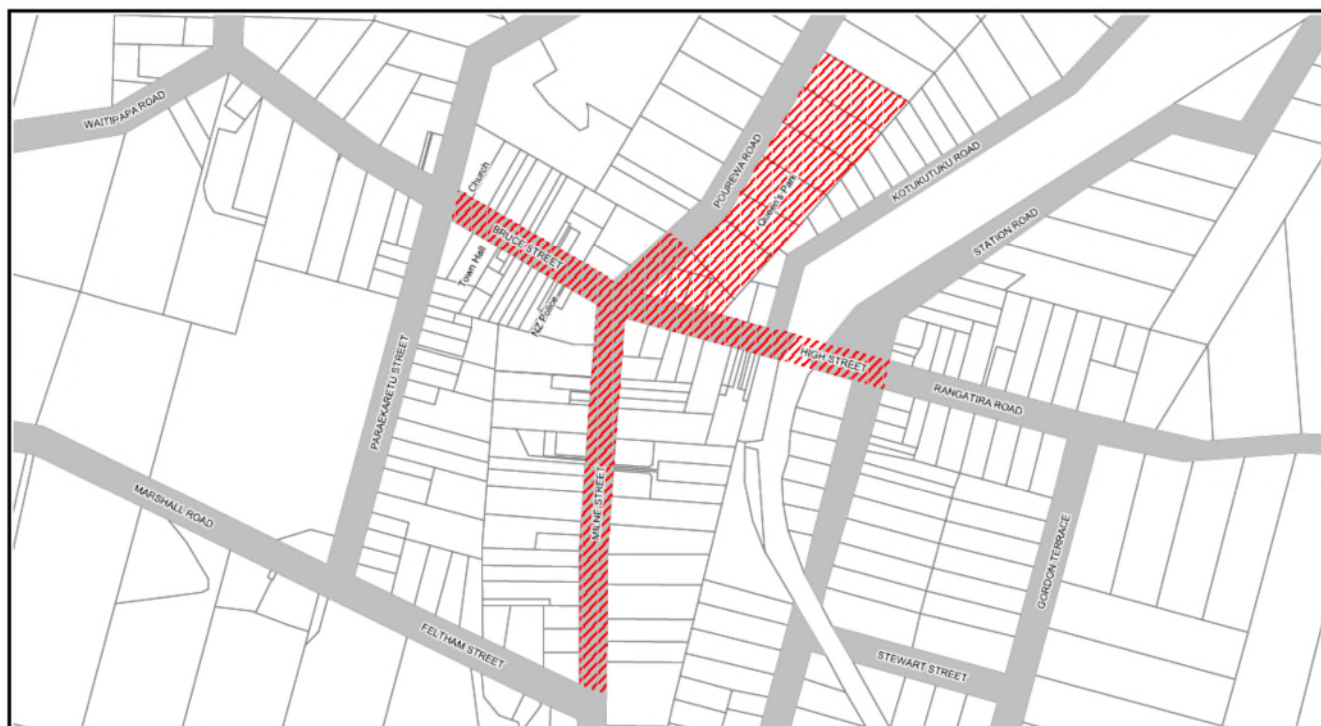 WAITIPAPA ROAD
Church
POUREWA ROAD
Queen's Park
KOTUKUTUKU ROAD
BRUCE STREET
Town Hall
STATION ROAD
NZ Police
PARAEKARETU STREET
HIGH STREET
RANGATIRA ROAD
MARSHALL ROAD
MILNE STREET
GORDON TERRACE
FELTHAM STREET
STEWART STREET